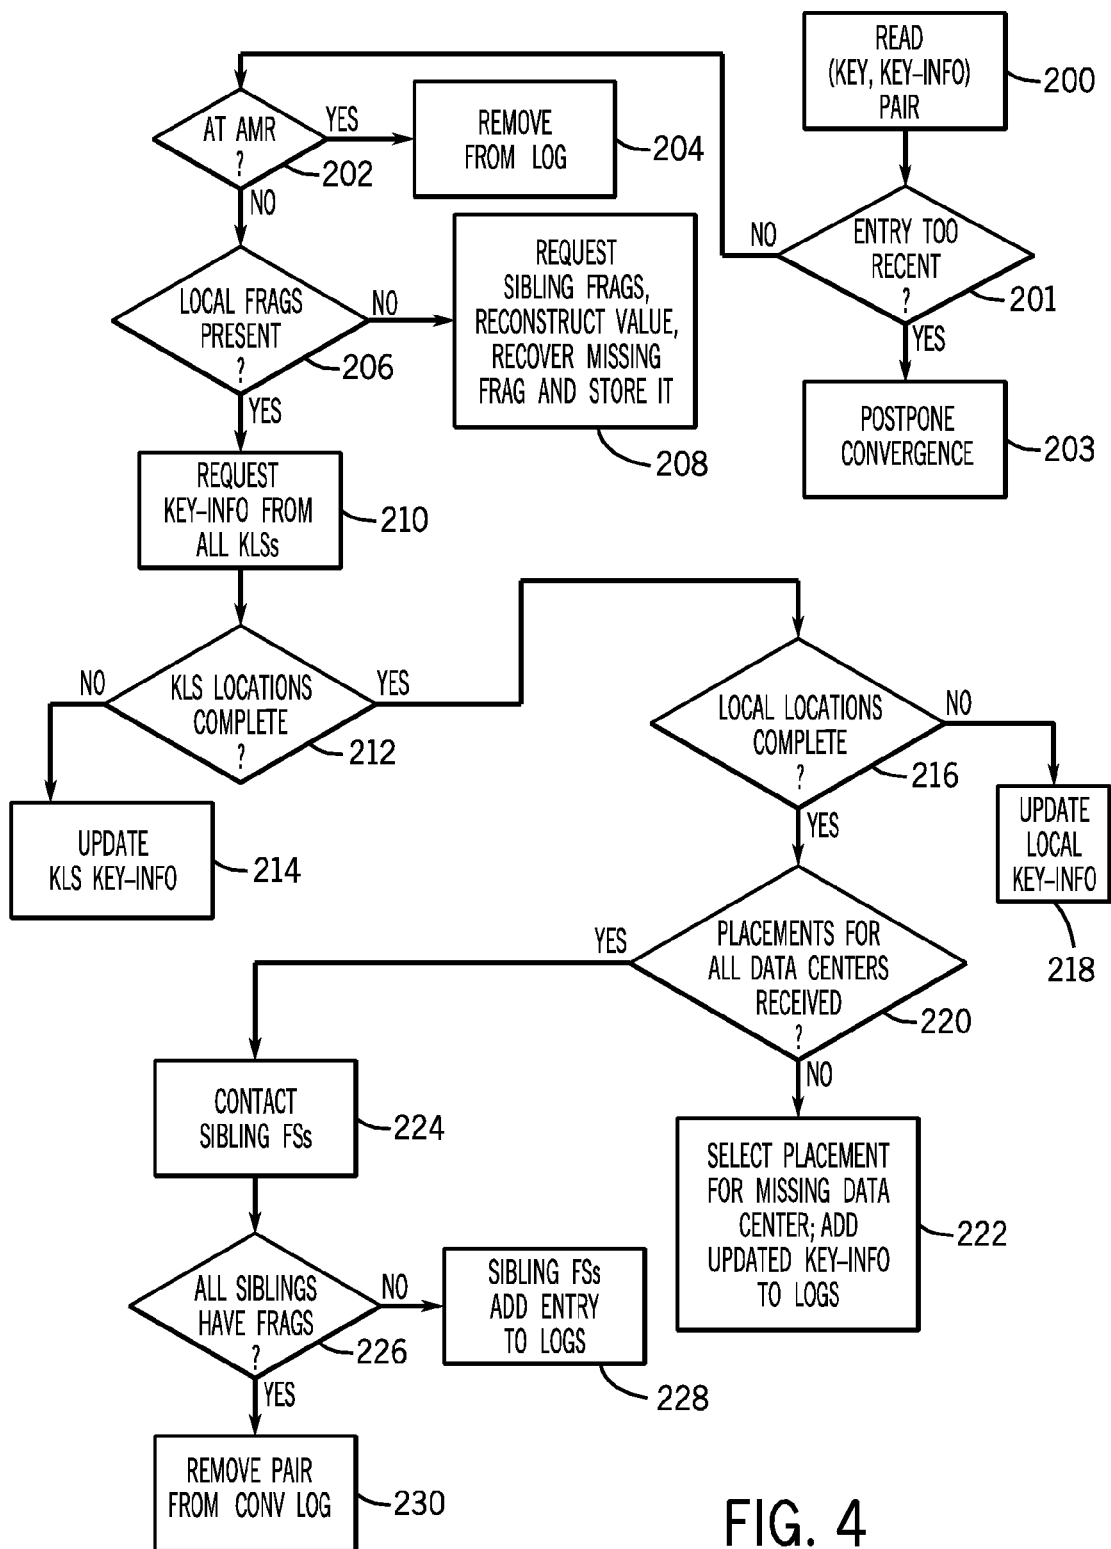 READ
(KEY, KEY-INFO)
PAIR
200
ENTRY TOO
RECENT
?
201
NO
YES
POSTPONE
CONVERGENCE
203
AT AMR
?
202
YES
NO
REMOVE
FROM LOG
204
LOCAL FRAGS
PRESENT
?
206
NO
YES
REQUEST
SIBLING FRAGS,
RECONSTRUCT VALUE,
RECOVER MISSING
FRAG AND STORE IT
208
REQUEST
KEY-INFO FROM
ALL KLSs
210
KLS LOCATIONS
COMPLETE
?
212
NO
YES
UPDATE
KLS KEY-INFO
214
LOCAL LOCATIONS
COMPLETE
?
216
NO
YES
UPDATE
LOCAL
KEY-INFO
218
PLACEMENTS FOR
ALL DATA CENTERS
RECEIVED
?
220
YES
NO
SELECT PLACEMENT
FOR MISSING DATA
CENTER; ADD
UPDATED KEY-INFO
TO LOGS
222
CONTACT
SIBLING FSs
224
ALL SIBLINGS
HAVE FRAGS
?
226
NO
YES
SIBLING FSs
ADD ENTRY
TO LOGS
228
REMOVE PAIR
FROM CONV LOG
230
FIG. 4